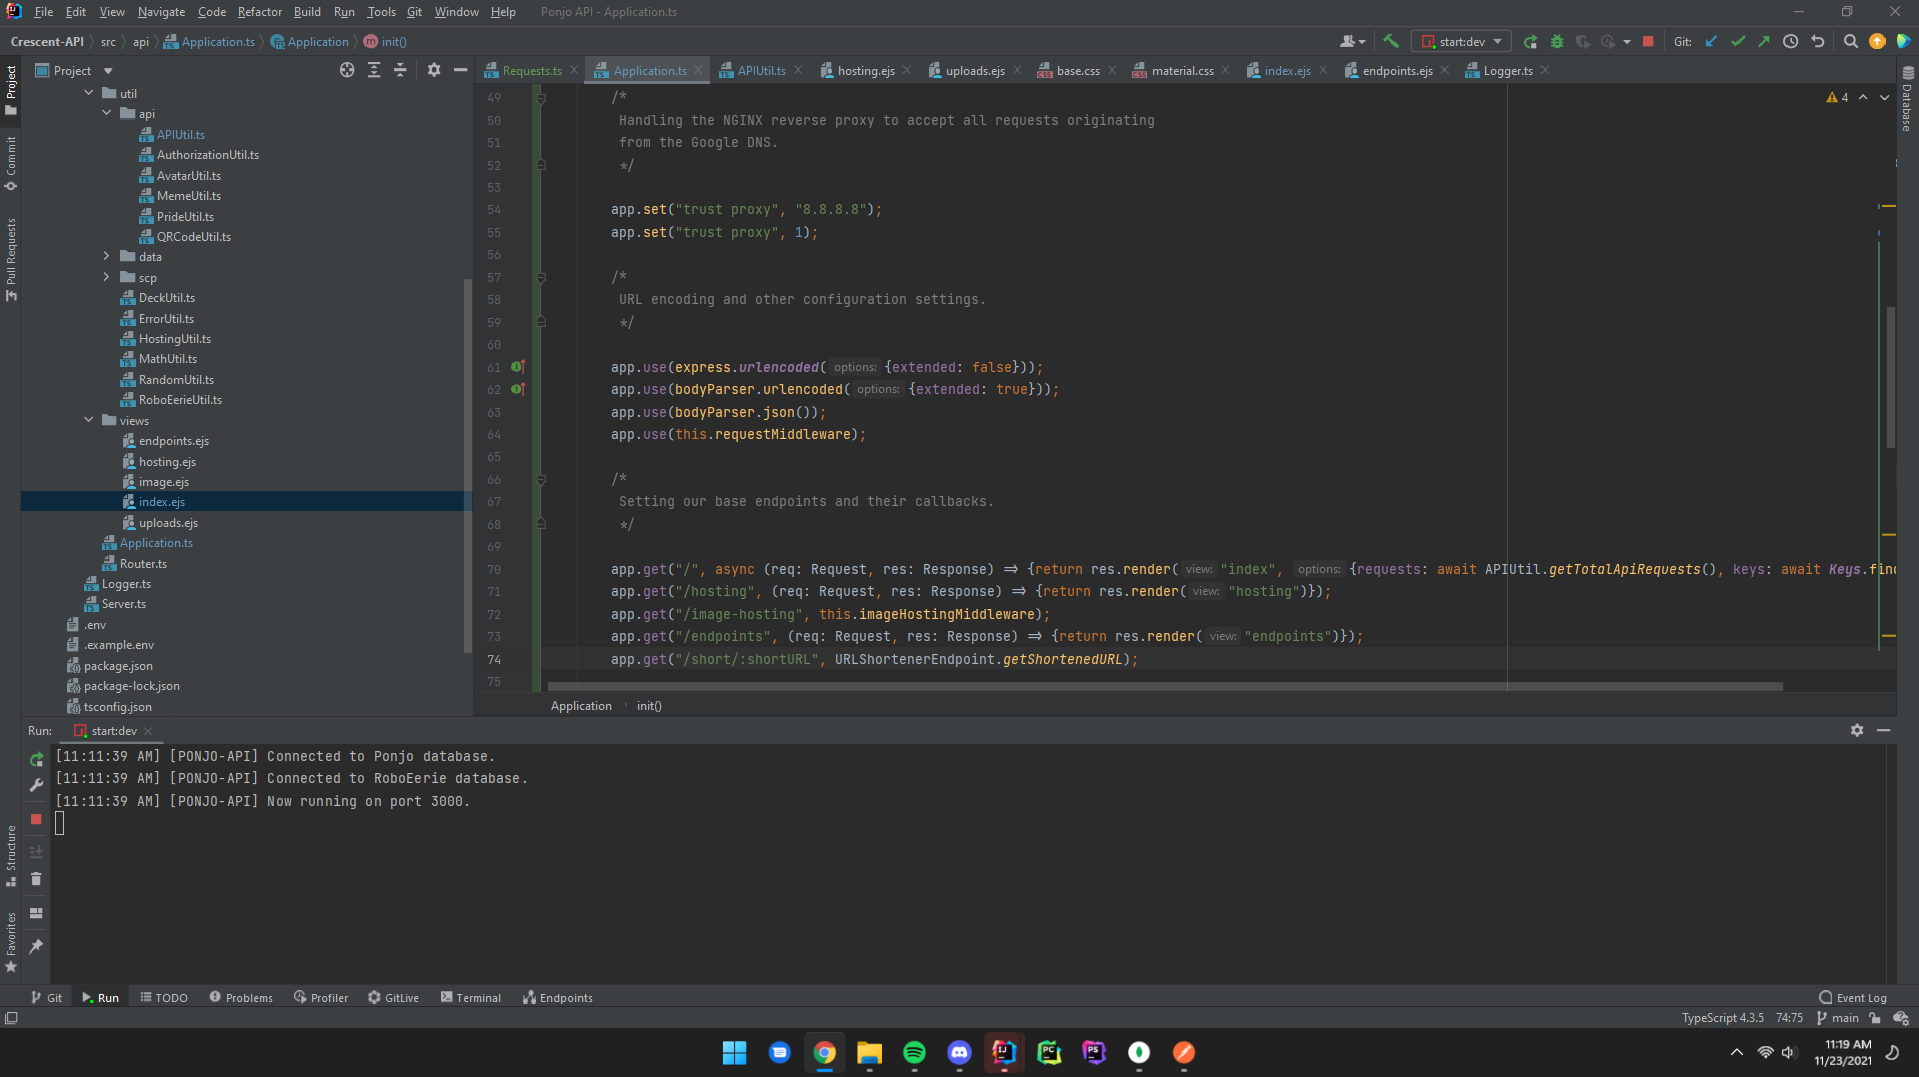 File Edit View Navigate Code Refactor Build Run Tools Git Window Help Ponjo API - Application.ts
Crescent-API src api Application.ts Application m init() start:dev Git:
Project
Requests.ts Application.ts APIUtil.ts hosting.ejs uploads.ejs base.css material.css index.ejs endpoints.ejs Logger.ts
util
api
APIUtil.ts
AuthorizationUtil.ts
AvatarUtil.ts
MemeUtil.ts
PrideUtil.ts
QRCodeUtil.ts
data
scp
DeckUtil.ts
ErrorUtil.ts
HostingUtil.ts
MathUtil.ts
RandomUtil.ts
RoboEerieUtil.ts
views
endpoints.ejs
hosting.ejs
image.ejs
index.ejs
uploads.ejs
Application.ts
Router.ts
Logger.ts
Server.ts
.env
.example.env
package.json
package-lock.json
tsconfig.json
Project
Commit
Pull Requests
Structure
Favorites
Database
4
49 /*
50 Handling the NGINX reverse proxy to accept all requests originating
51 from the Google DNS.
52 */
53
54 app.set("trust proxy", "8.8.8.8");
55 app.set("trust proxy", 1);
56
57 /*
58 URL encoding and other configuration settings.
59 */
60
61 app.use(express.urlencoded( options: {extended: false}));
62 app.use(bodyParser.urlencoded( options: {extended: true}));
63 app.use(bodyParser.json());
64 app.use(this.requestMiddleware);
65
66 /*
67 Setting our base endpoints and their callbacks.
68 */
69
70 app.get("/", async (req: Request, res: Response) => {return res.render( view: "index", options: {requests: await APIUtil.getTotalApiRequests(), keys: await Keys.find
71 app.get("/hosting", (req: Request, res: Response) => {return res.render( view: "hosting")});
72 app.get("/image-hosting", this.imageHostingMiddleware);
73 app.get("/endpoints", (req: Request, res: Response) => {return res.render( view: "endpoints")});
74 app.get("/short/:shortURL", URLShortenerEndpoint.getShortenedURL);
75
Application init()
Run: start:dev
[11:11:39 AM] [PONJO-API] Connected to Ponjo database.
[11:11:39 AM] [PONJO-API] Connected to RoboEerie database.
[11:11:39 AM] [PONJO-API] Now running on port 3000.
Git Run TODO Problems Profiler GitLive Terminal Endpoints Event Log
TypeScript 4.3.5 74:75 main
11:19 AM
11/23/2021